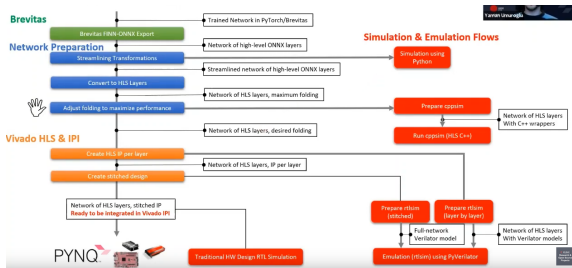 Brevitas
Yaman Umuroglu
Trained Network in PyTorch/Brevitas
Brevitas FINN-ONNX Export
Network Preparation
Network of high-level ONNX layers
Simulation & Emulation Flows
Streamlining Transformations
Simulation using
Python
Streamlined network of high-level ONNX layers
Convert to HLS Layers
Network of HLS layers, maximum folding
Adjust folding to maximise performance
Prepare cppsim
Network of HLS layers
With C++ wrappers
Network of HLS layers, desired folding
Run cppsim (HLS C++)
Vivado HLS & IPI
Create HLS IP per layer
Network of HLS layers, IP per layer
Create stitched design
Network of HLS layers, stitched IP
Ready to be integrated in Vivado IPI
Prepare rtlsim
(stitched)
Prepare rtlsim
(layer by layer)
Full-network
Verilator model
Network of HLS layers
With Verilator models
PYNQ
Traditional HW Design RTL Simulation
Emulation (rtlsim) using PyVerilator